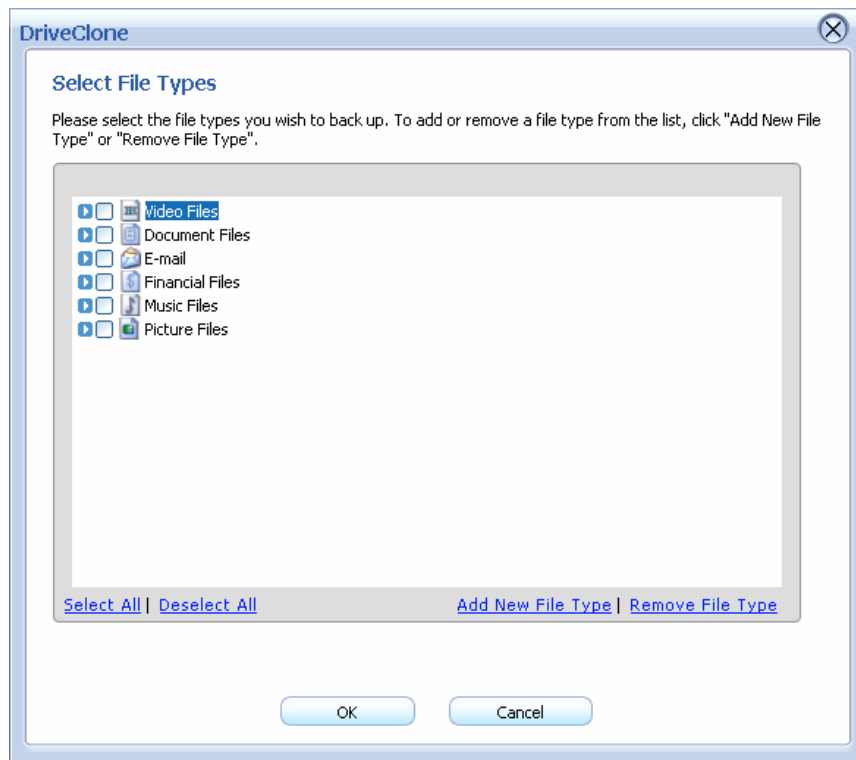 DriveClone
Select File Types
Please select the file types you wish to back up. To add or remove a file type from the list, click "Add New File
Type" or "Remove File Type".
Video Files
Document Files
E-mail
Financial Files
Music Files
Picture Files
Select All | Deselect All
Add New File Type | Remove File Type
OK
Cancel